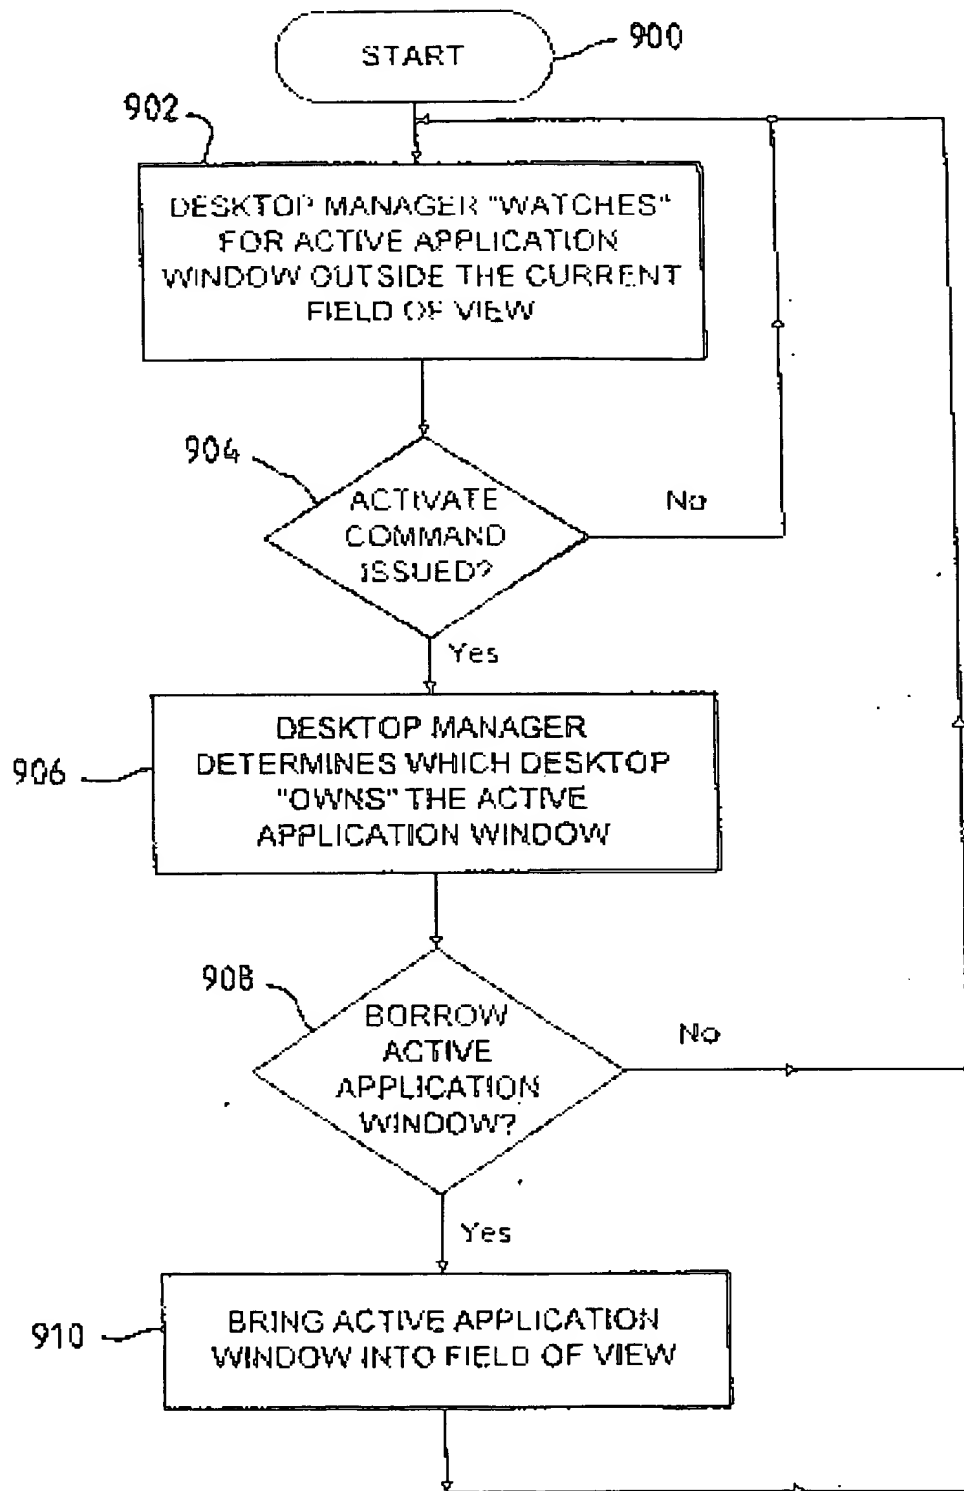 START
900
902
DESKTOP MANAGER "WATCHES"
FOR ACTIVE APPLICATION
WINDOW OUTSIDE THE CURRENT
FIELD OF VIEW
904
ACTIVATE
COMMAND
ISSUED?
No
Yes
906
DESKTOP MANAGER
DETERMINES WHICH DESKTOP
"OWNS" THE ACTIVE
APPLICATION WINDOW
908
BORROW
ACTIVE
APPLICATION
WINDOW?
No
Yes
910
BRING ACTIVE APPLICATION
WINDOW INTO FIELD OF VIEW